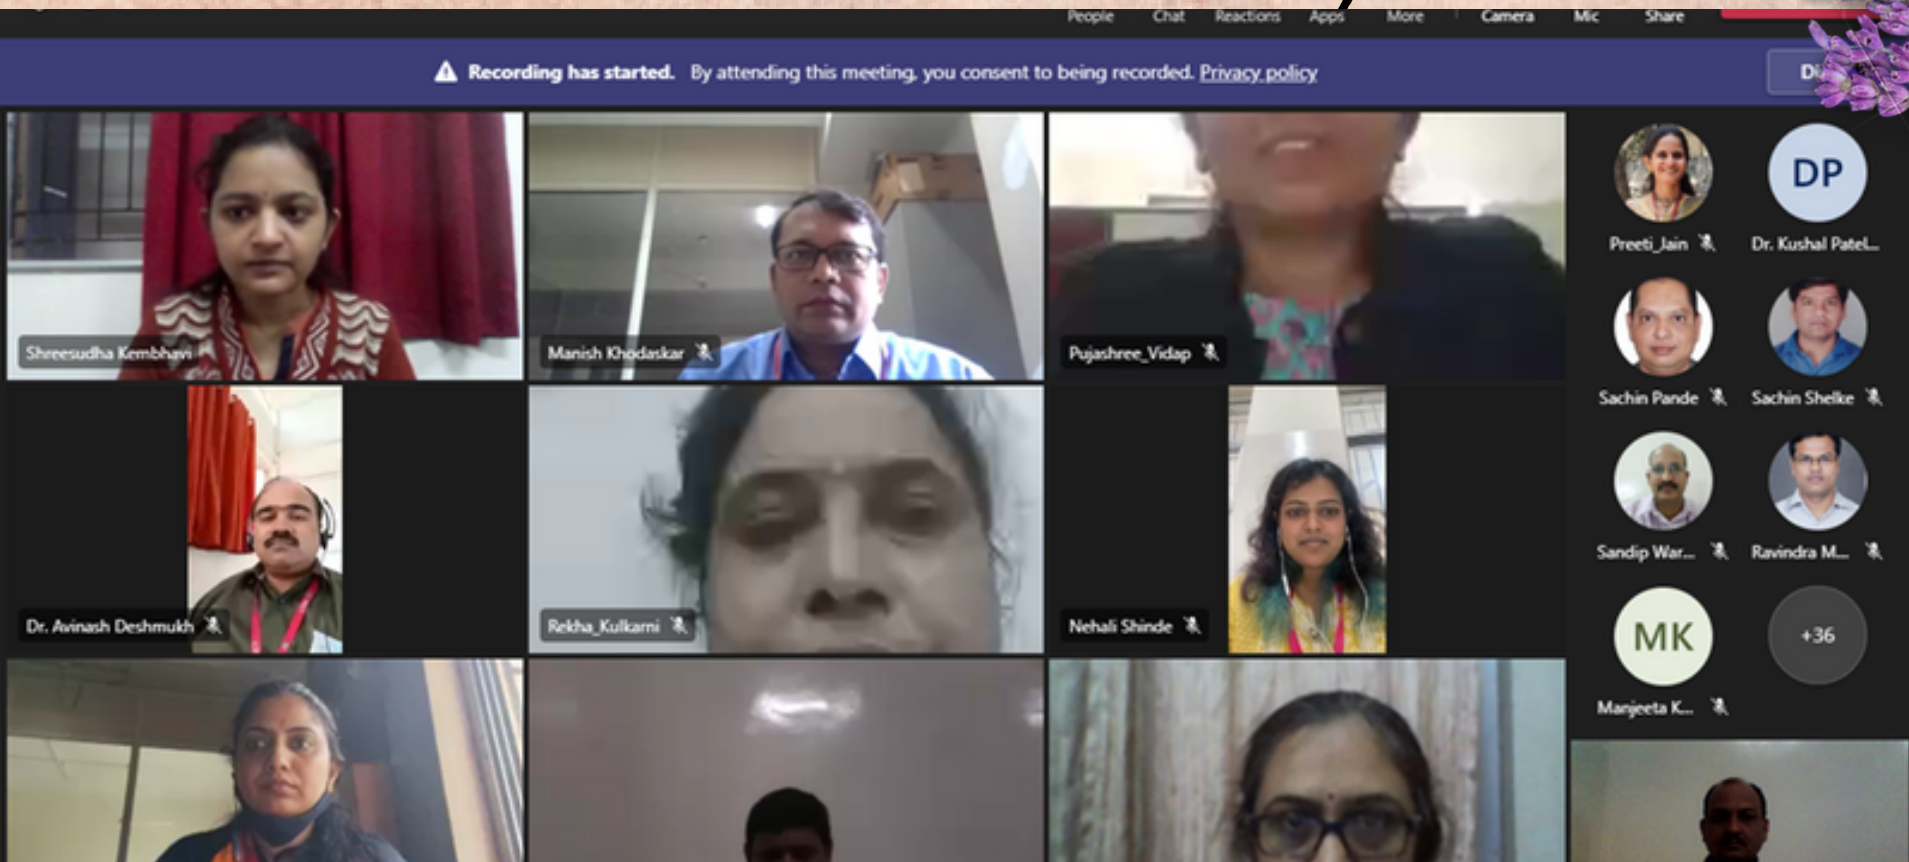 People Chat Reactions Apps More Camera Mic Share
Recording has started. By attending this meeting, you consent to being recorded. Privacy policy
Shreesudha Kembhavi
Manish Khodaskar
Pujashree_Vidap
Preeti_Jain
DP
Dr. Kushal Patel...
Sachin Pande
Sachin Shelke
Dr. Avinash Deshmukh
Rekha_Kulkarni
Nehali Shinde
Sandip War...
Ravindra M...
MK
+36
Manjeeta K...